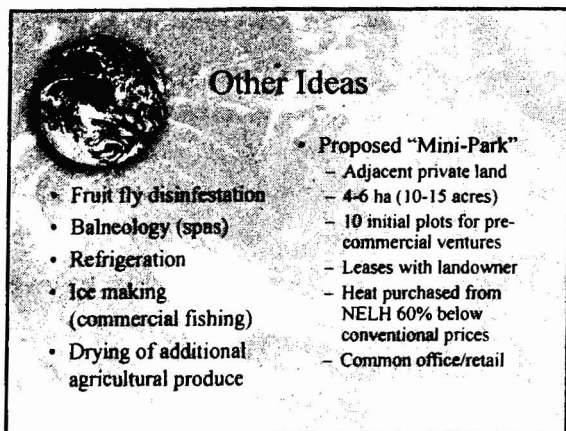 Other Ideas
• Fruit fly disinfestation
• Balneology (spas)
• Refrigeration
• Ice making
(commercial fishing)
• Drying of additional
agricultural produce
• Proposed “Mini-Park”
– Adjacent private land
– 4-6 ha (10-15 acres)
– 10 initial plots for pre-
commercial ventures
– Leases with landowner
– Heat purchased from
NELH 60% below
conventional prices
– Common office/retail